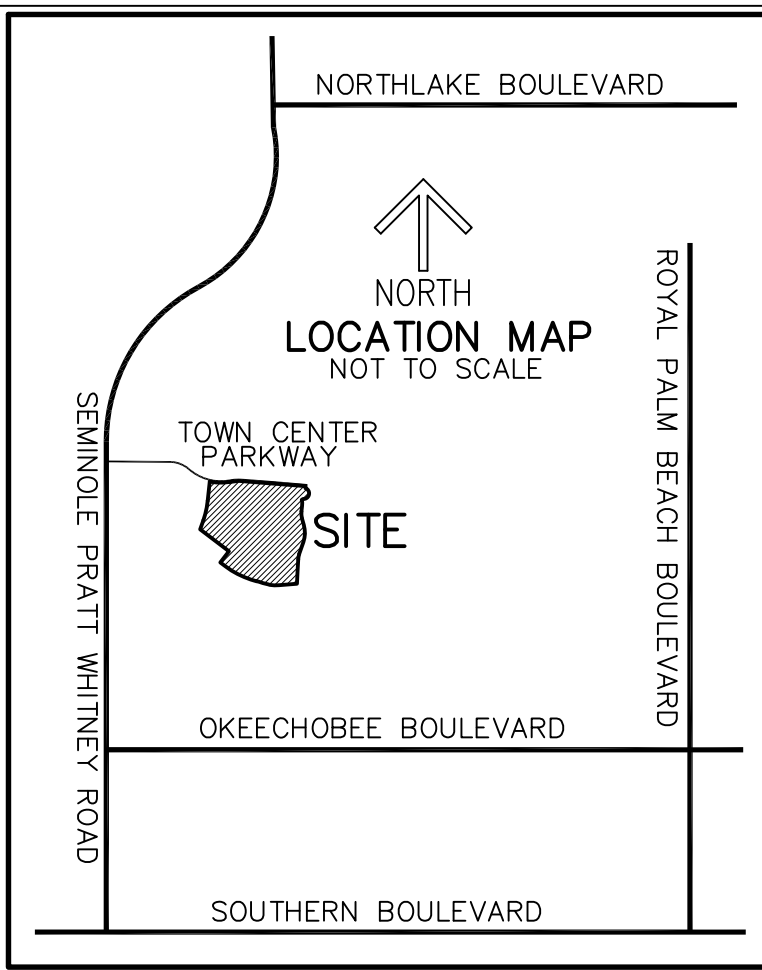 NORTHLAKE BOULEVARD
NORTH
LOCATION MAP
NOT TO SCALE
ROYAL PALM BEACH BOULEVARD
SEMINOLE PRATT WHITNEY ROAD
TOWN CENTER
PARKWAY
SITE
OKEECHOBEE BOULEVARD
SOUTHERN BOULEVARD